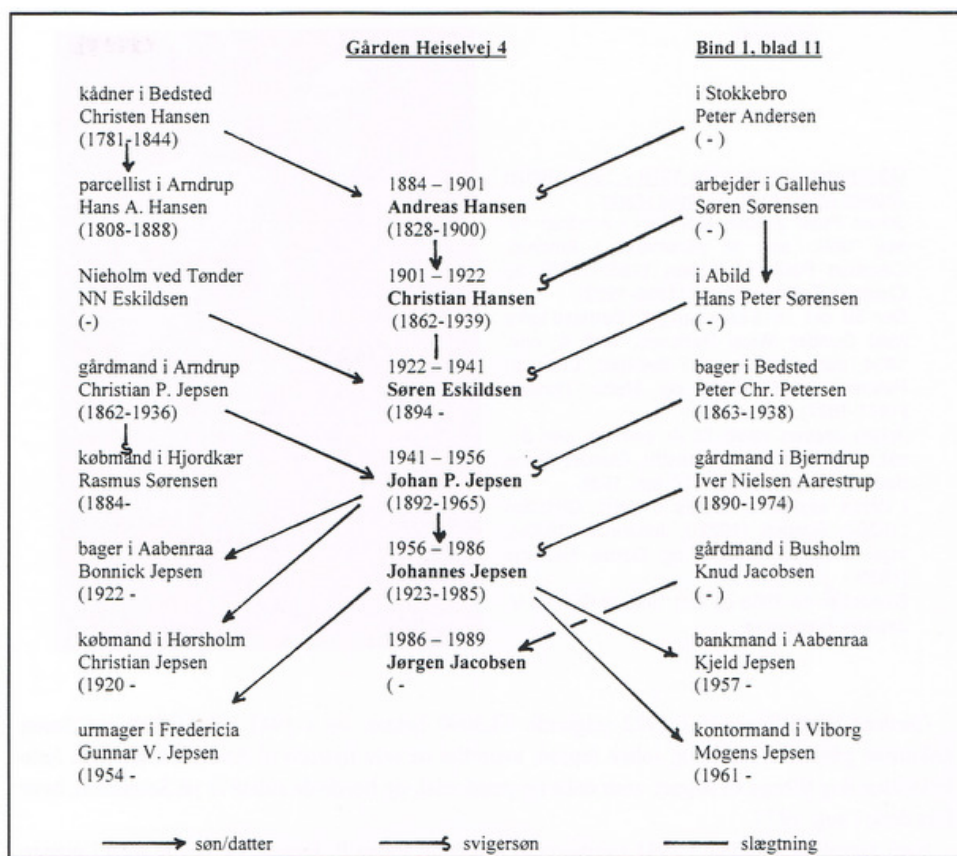 Gården Heiselvej 4
Bind 1, blad 11
kådner i Bedsted
Christen Hansen
(1781-1844)
parcellist i Arndrup
Hans A. Hansen
(1808-1888)
Nieholm ved Tønder
NN Eskildsen
(-)
gårdmand i Arndrup
Christian P. Jepsen
(1862-1936)
købmand i Hjordkær
Rasmus Sørensen
(1884-
bager i Aabenraa
Bonnick Jepsen
(1922 -
købmand i Hørsholm
Christian Jepsen
(1920 -
urmager i Fredericia
Gunnar V. Jepsen
(1954 -
1884 – 1901
Andreas Hansen
(1828-1900)
1901 – 1922
Christian Hansen
(1862-1939)
1922 – 1941
Søren Eskildsen
(1894 -
1941 – 1956
Johan P. Jepsen
(1892-1965)
1956 – 1986
Johannes Jepsen
(1923-1985)
1986 – 1989
Jørgen Jacobsen
( -
i Stokkebro
Peter Andersen
( - )
arbejder i Gallehus
Søren Sørensen
( - )
i Abild
Hans Peter Sørensen
( - )
bager i Bedsted
Peter Chr. Petersen
(1863-1938)
gårdmand i Bjerndrup
Iver Nielsen Aarestrup
(1890-1974)
gårdmand i Busholm
Knud Jacobsen
( - )
bankmand i Aabenraa
Kjeld Jepsen
(1957 -
kontormand i Viborg
Mogens Jepsen
(1961 -
søn/datter
svigersøn
slægtning